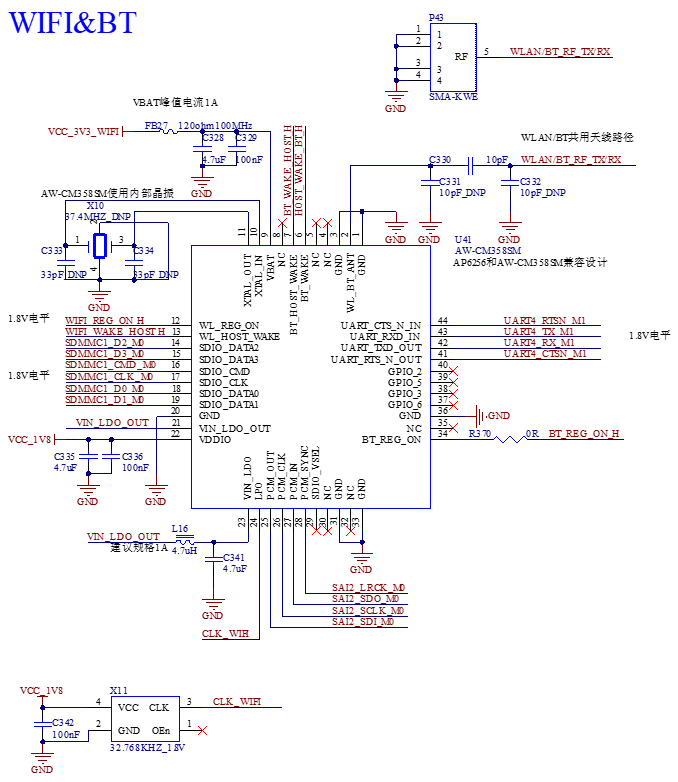 WIFI&BT
P43
1
1
2
2
3
3
4
4
RF
5
WLAN/BT_RF_TX/RX
GND
SMA-KWE
VBAT峰值电流1A
VCC_3V3_WIFI
FB27
120ohm100MHz
C328
4.7uF
C329
100nF
GND
BT_WAKE_HOST_H
HOST_WAKE_BT_H
WLAN/BT共用天线路径
C330
10pF
WLAN/BT_RF_TX/RX
C331
10pF_DNP
C332
10pF_DNP
GND
GND
GND
AW-CM358SM使用内部晶振
X10
37.4MHZ_DNP
1
2
3
4
C333
33pF_DNP
C334
33pF_DNP
GND
11
10
9
8
7
6
5
4
3
2
1
XTAL_OUT
XTAL_IN
VBAT
NC
BT_HOST_WAKE
BT_WAKE
NC
NC
GND
WL_BT_ANT
GND
U41
AW-CM358SM
AP6256和AW-CM358SM兼容设计
1.8V电平
WIFI_REG_ON_H
12
WL_REG_ON
WIFI_WAKE_HOST_H
13
WL_HOST_WAKE
SDMMC1_D2_M0
14
SDIO_DATA2
SDMMC1_D3_M0
15
SDIO_DATA3
1.8V电平
SDMMC1_CMD_M0
16
SDIO_CMD
SDMMC1_CLK_M0
17
SDIO_CLK
SDMMC1_D0_M0
18
SDIO_DATA0
SDMMC1_D1_M0
19
SDIO_DATA1
20
GND
VIN_LDO_OUT
21
VIN_LDO_OUT
VCC_1V8
22
VDDIO
UART_CTS_N_IN
44
UART4_RTSN_M1
UART_RXD_IN
43
UART4_TX_M1
1.8V电平
UART_TXD_OUT
42
UART4_RX_M1
UART_RTS_N_OUT
41
UART4_CTSN_M1
GPIO_2
40
GPIO_5
39
GPIO_3
38
GPIO_6
37
GND
36
GND
NC
35
BT_REG_ON
34
R370
0R
BT_REG_ON_H
C335
4.7uF
C336
100nF
GND
GND
VIN_LDO
LPO
PCM_OUT
PCM_CLK
PCM_IN
PCM_SYNC
SDIO_VSEL
NC
GND
NC
GND
23
24
25
26
27
28
29
30
31
32
33
VIN_LDO_OUT
L16
4.7uH
建议规格1A
C341
4.7uF
GND
GND
SAI2_LRCK_M0
SAI2_SDO_M0
SAI2_SCLK_M0
SAI2_SDI_M0
CLK_WIFI
VCC_1V8
X11
4
VCC
CLK
3
CLK_WIFI
2
GND
OEn
1
C342
100nF
32.768KHZ_1.8V
GND